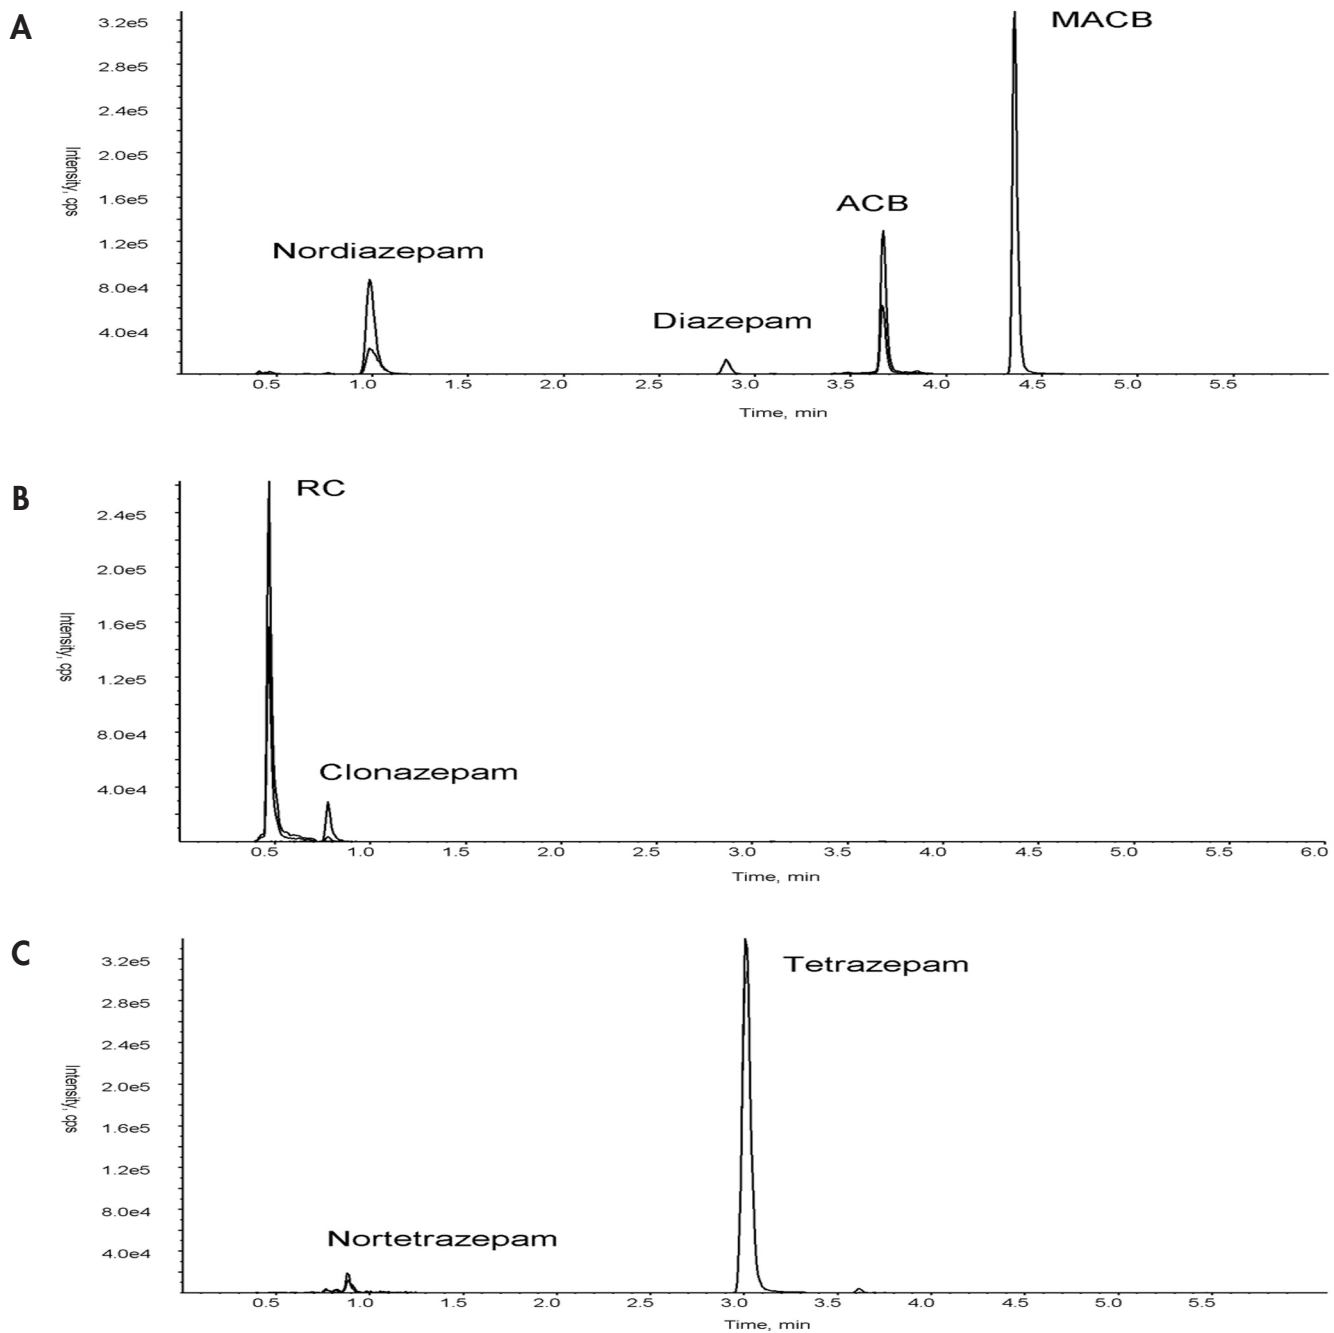 A
3.2e5
MACB
2.8e5
2.4e5
2.0e5
Intensity, cps
1.6e5
ACB
1.2e5
Nordiazepam
8.0e4
Diazepam
4.0e4
0.5 1.0 1.5 2.0 2.5 3.0 3.5 4.0 4.5 5.0 5.5
Time, min
B
RC
2.4e5
2.0e5
1.6e5
Intensity, cps
1.2e5
8.0e4
Clonazepam
4.0e4
0.5 1.0 1.5 2.0 2.5 3.0 3.5 4.0 4.5 5.0 5.5 6.0
Time, min
C
3.2e5
Tetrazepam
2.8e5
2.4e5
2.0e5
Intensity, cps
1.6e5
1.2e5
8.0e4
Nortetrazepam
4.0e4
0.5 1.0 1.5 2.0 2.5 3.0 3.5 4.0 4.5 5.0 5.5
Time, min